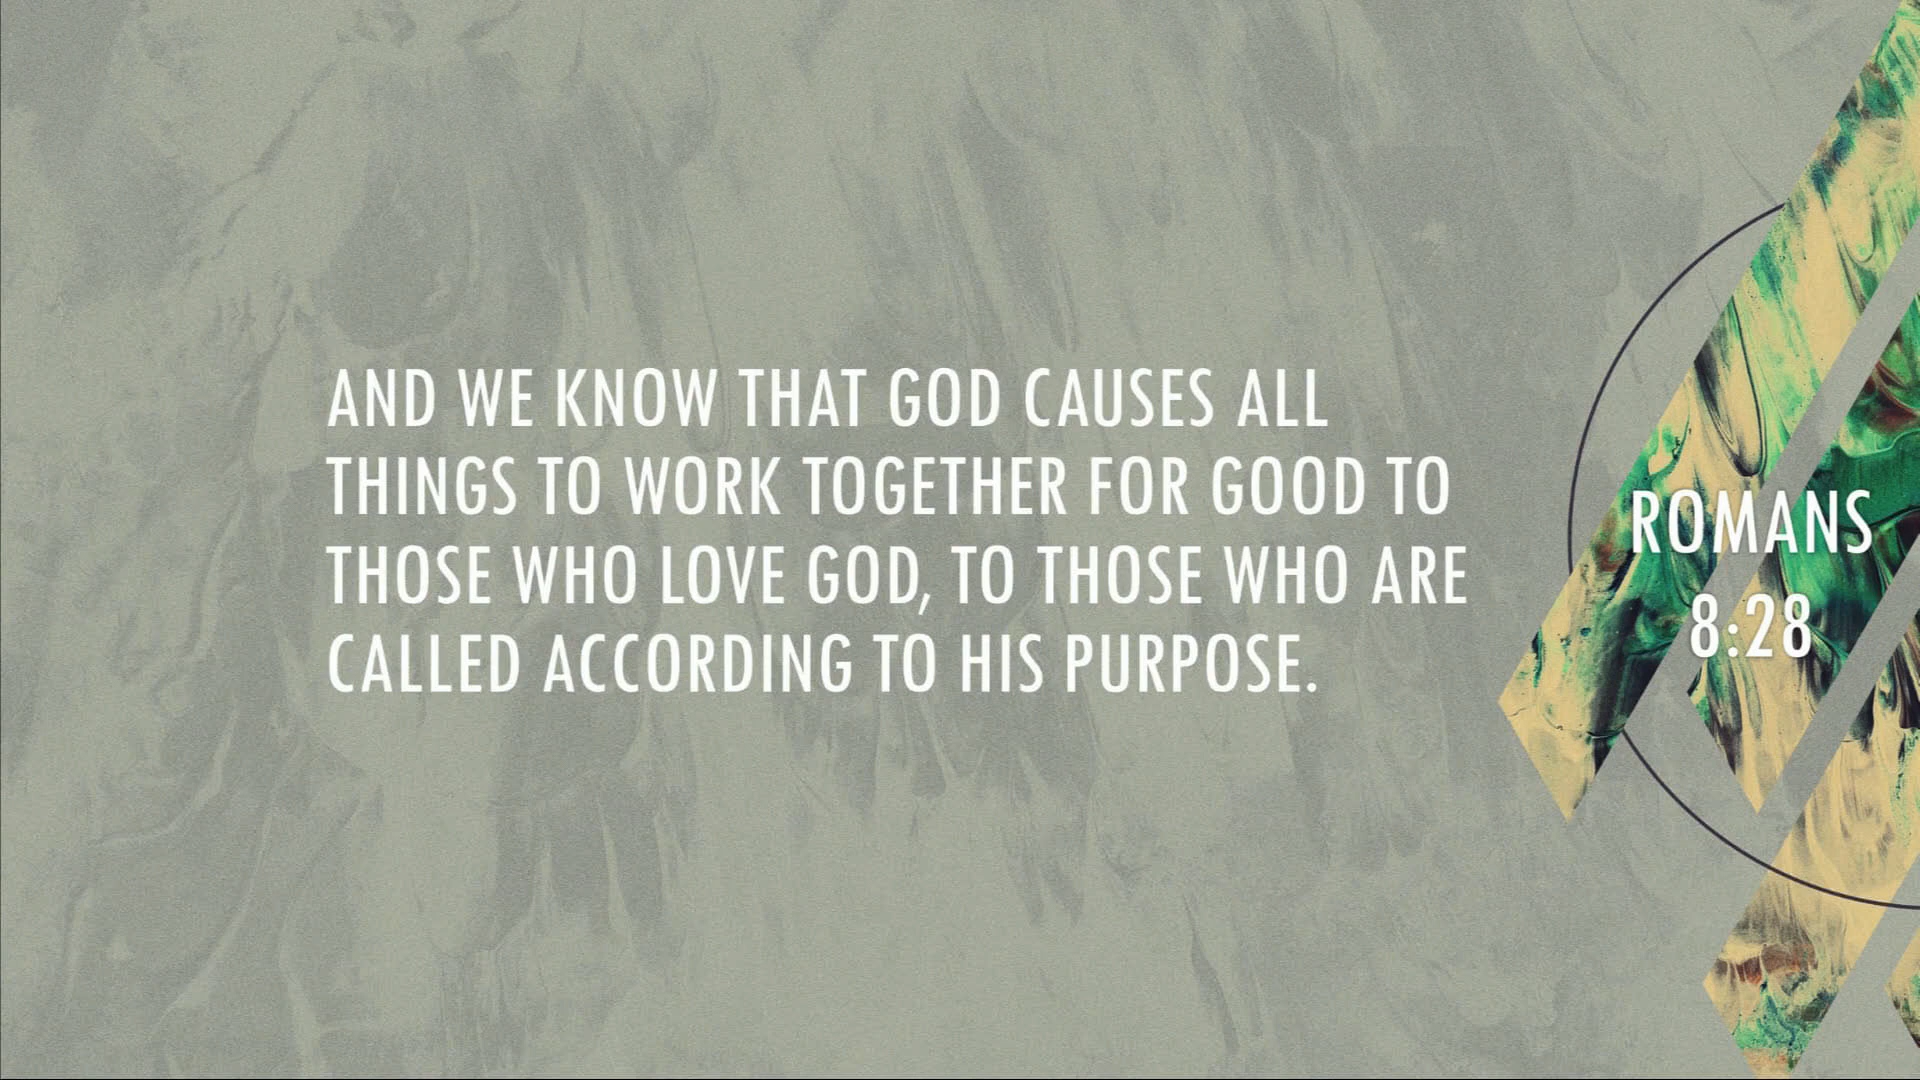 AND WE KNOW THAT GOD CAUSES ALL
THINGS TO WORK TOGETHER FOR GOOD TO
THOSE WHO LOVE GOD, TO THOSE WHO ARE
CALLED ACCORDING TO HIS PURPOSE.
ROMANS
8:28